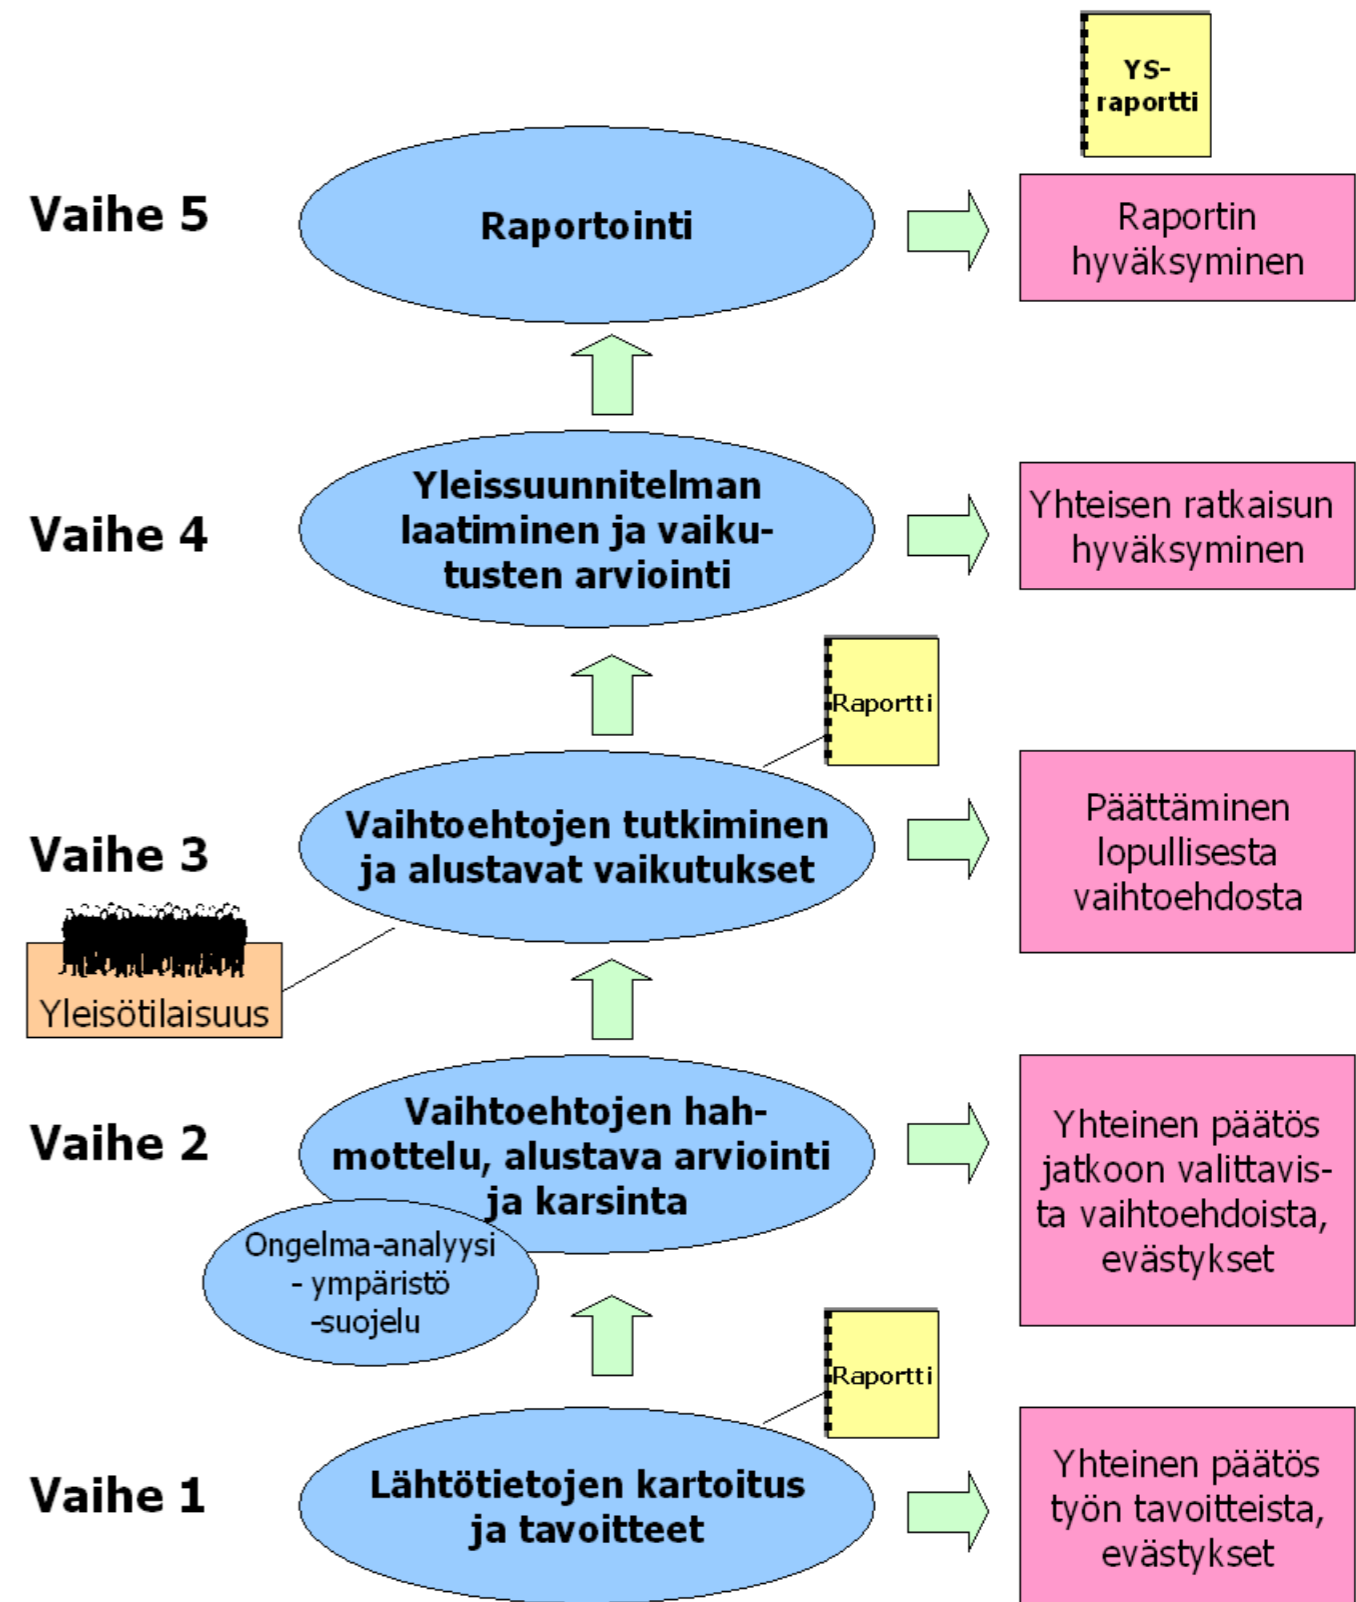 YS-
raportti
Vaihe 5
Raportointi
Raportin
hyväksyminen
Vaihe 4
Yleissuunnitelman
laatiminen ja vaiku-
tusten arviointi
Yhteisen ratkaisun
hyväksyminen
Raportti
Vaihe 3
Vaihtoehtojen tutkiminen
ja alustavat vaikutukset
Päättäminen
lopullisesta
vaihtoehdosta
Yleisötilaisuus
Vaihe 2
Vaihtoehtojen hah-
mottelu, alustava arviointi
ja karsinta
Ongelma-analyysi
- ympäristö
-suojelu
Yhteinen päätös
jatkoon valittavis-
ta vaihtoehdoista,
evästykset
Raportti
Vaihe 1
Lähtötietojen kartoitus
ja tavoitteet
Yhteinen päätös
työn tavoitteista,
evästykset